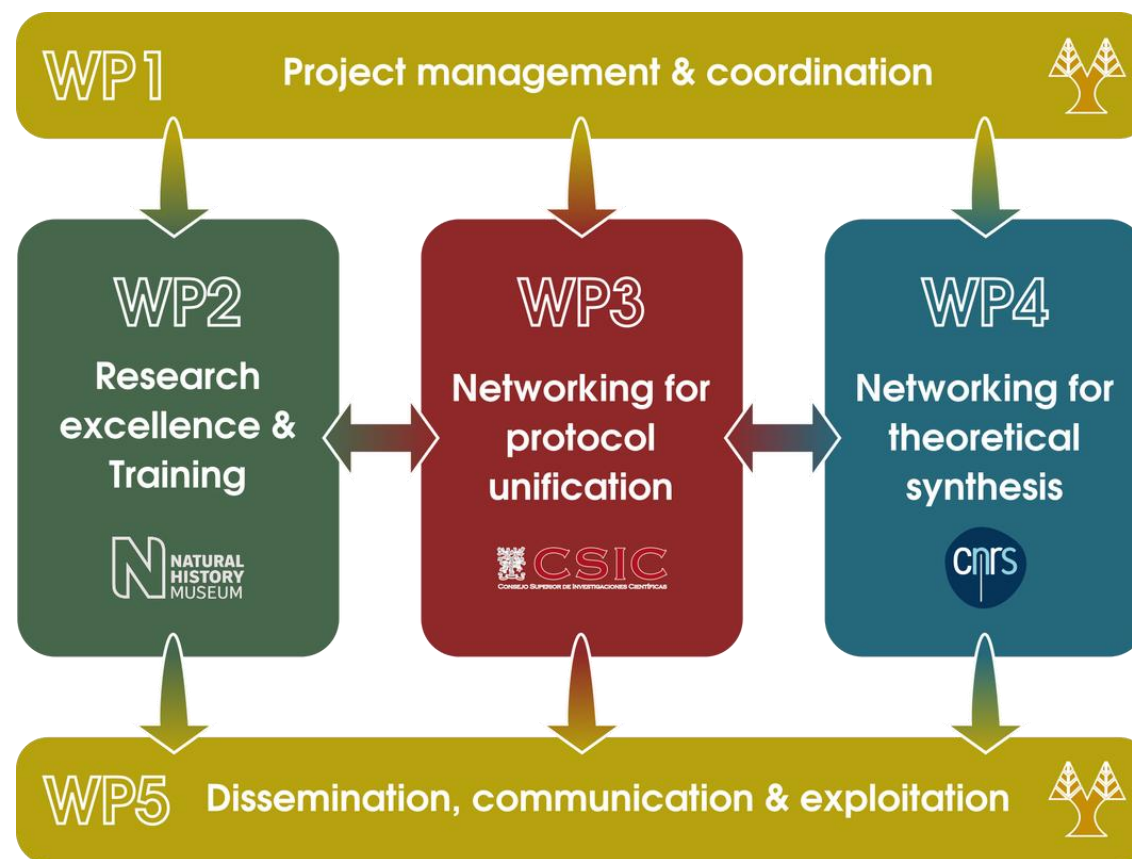 WP1
Project management & coordination
WP2
Research
excellence &
Training
N NATURAL
HISTORY
MUSEUM
WP3
Networking for
protocol
unification
CSIC
CONSEJO SUPERIOR DE INVESTIGACIONES CIENTÍFICAS
WP4
Networking for
theoretical
synthesis
cnrs
WP5
Dissemination, communication & exploitation